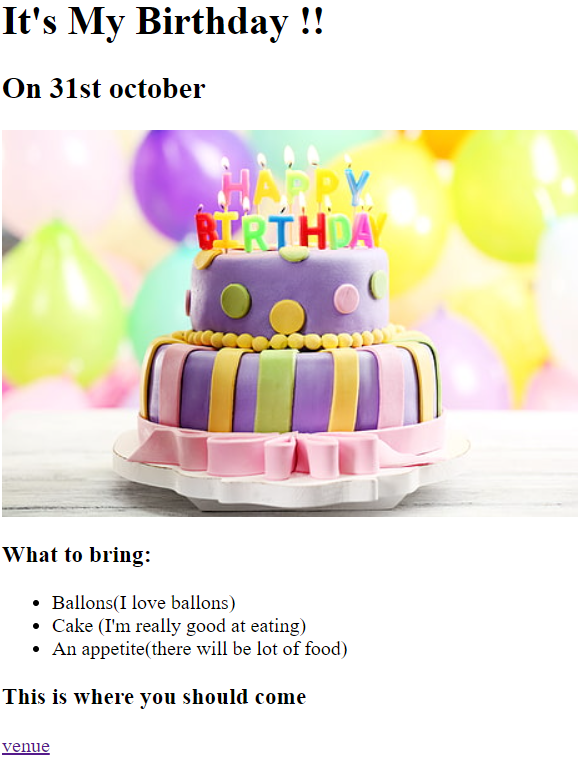 It's My Birthday !!
On 31st october
HAPPY
BIRTHDAY
What to bring:
Ballons(I love ballons)
Cake (I'm really good at eating)
An appetite(there will be lot of food)
This is where you should come
venue